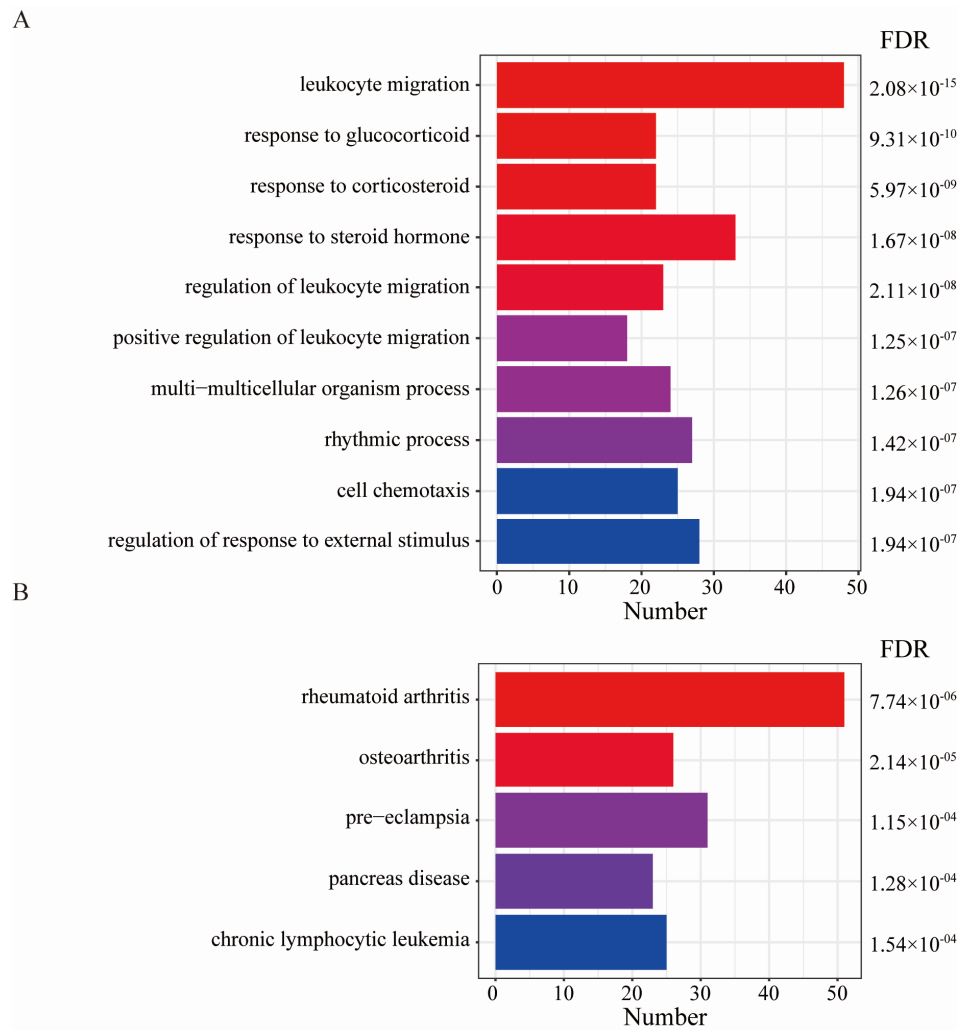 A
FDR
leukocyte migration 2.08×10⁻¹⁵
response to glucocorticoid 9.31×10⁻¹⁰
response to corticosteroid 5.97×10⁻⁰⁹
response to steroid hormone 1.67×10⁻⁰⁸
regulation of leukocyte migration 2.11×10⁻⁰⁸
positive regulation of leukocyte migration 1.25×10⁻⁰⁷
multi−multicellular organism process 1.26×10⁻⁰⁷
rhythmic process 1.42×10⁻⁰⁷
cell chemotaxis 1.94×10⁻⁰⁷
regulation of response to external stimulus 1.94×10⁻⁰⁷
0 10 20 30 40 50
Number
B
FDR
rheumatoid arthritis 7.74×10⁻⁰⁶
osteoarthritis 2.14×10⁻⁰⁵
pre−eclampsia 1.15×10⁻⁰⁴
pancreas disease 1.28×10⁻⁰⁴
chronic lymphocytic leukemia 1.54×10⁻⁰⁴
0 10 20 30 40 50
Number